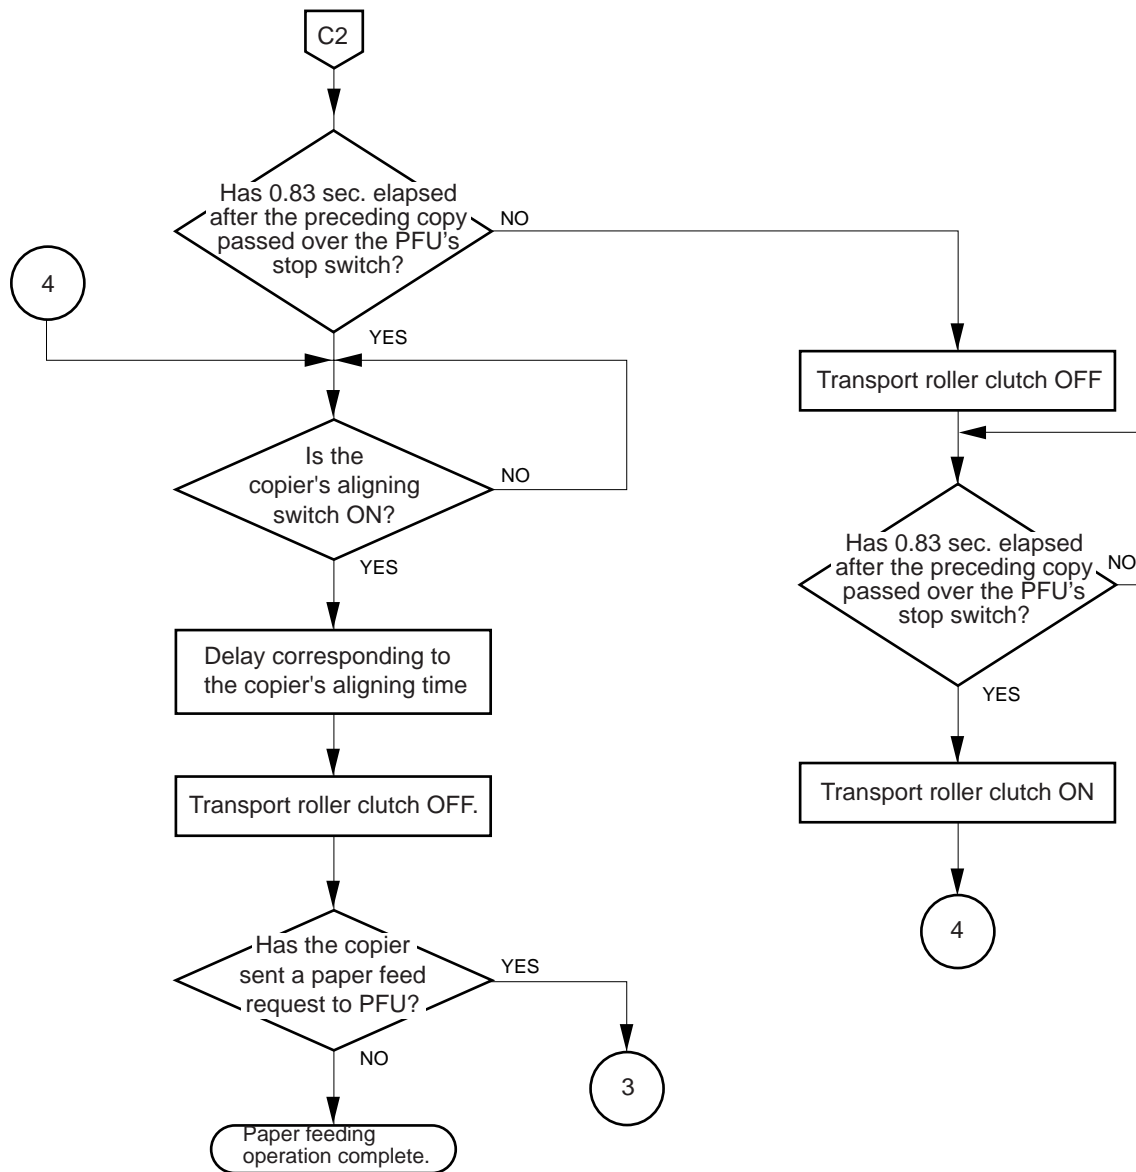 C2
Has 0.83 sec. elapsed
after the preceding copy
passed over the PFU's
stop switch?
NO
YES
4
Is the
copier's aligning
switch ON?
NO
YES
Delay corresponding to
the copier's aligning time
Transport roller clutch OFF.
Has the copier
sent a paper feed
request to PFU?
YES
NO
3
Paper feeding
operation complete.
Transport roller clutch OFF
Has 0.83 sec. elapsed
after the preceding copy
passed over the PFU's
stop switch?
NO
YES
Transport roller clutch ON
4